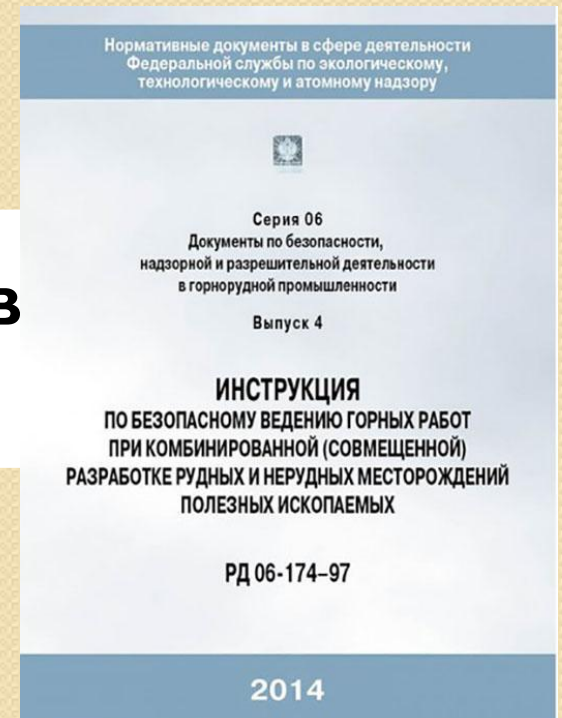 Нормативные документы в сфере деятельности
Федеральной службы по экологическому,
технологическому и атомному надзору
Серия 06
Документы по безопасности,
надзорной и разрешительной деятельности
в горнорудной промышленности
Выпуск 4
в
ИНСТРУКЦИЯ
ПО БЕЗОПАСНОМУ ВЕДЕНИЮ ГОРНЫХ РАБОТ
ПРИ КОМБИНИРОВАННОЙ (СОВМЕЩЕННОЙ)
РАЗРАБОТКЕ РУДНЫХ И НЕРУДНЫХ МЕСТОРОЖДЕНИЙ
ПОЛЕЗНЫХ ИСКОПАЕМЫХ
РД 06-174–97
2014